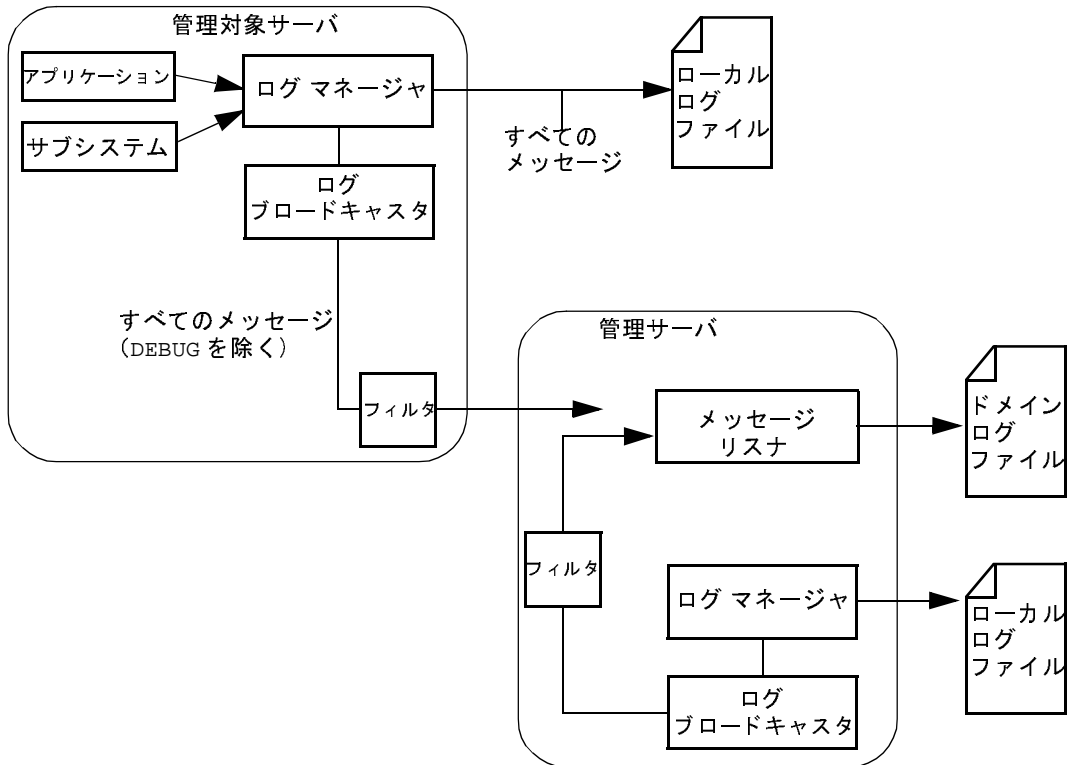 管理対象サーバ
アプリケーション
サブシステム
ログ マネージャ
すべての
メッセージ
ローカル
ログ
ファイル
ログ
ブロードキャスタ
すべてのメッセージ
(DEBUG を除く)
フィルタ
管理サーバ
メッセージ
リスナ
ドメイン
ログ
ファイル
フィルタ
ログ マネージャ
ローカル
ログ
ファイル
ログ
ブロードキャスタ